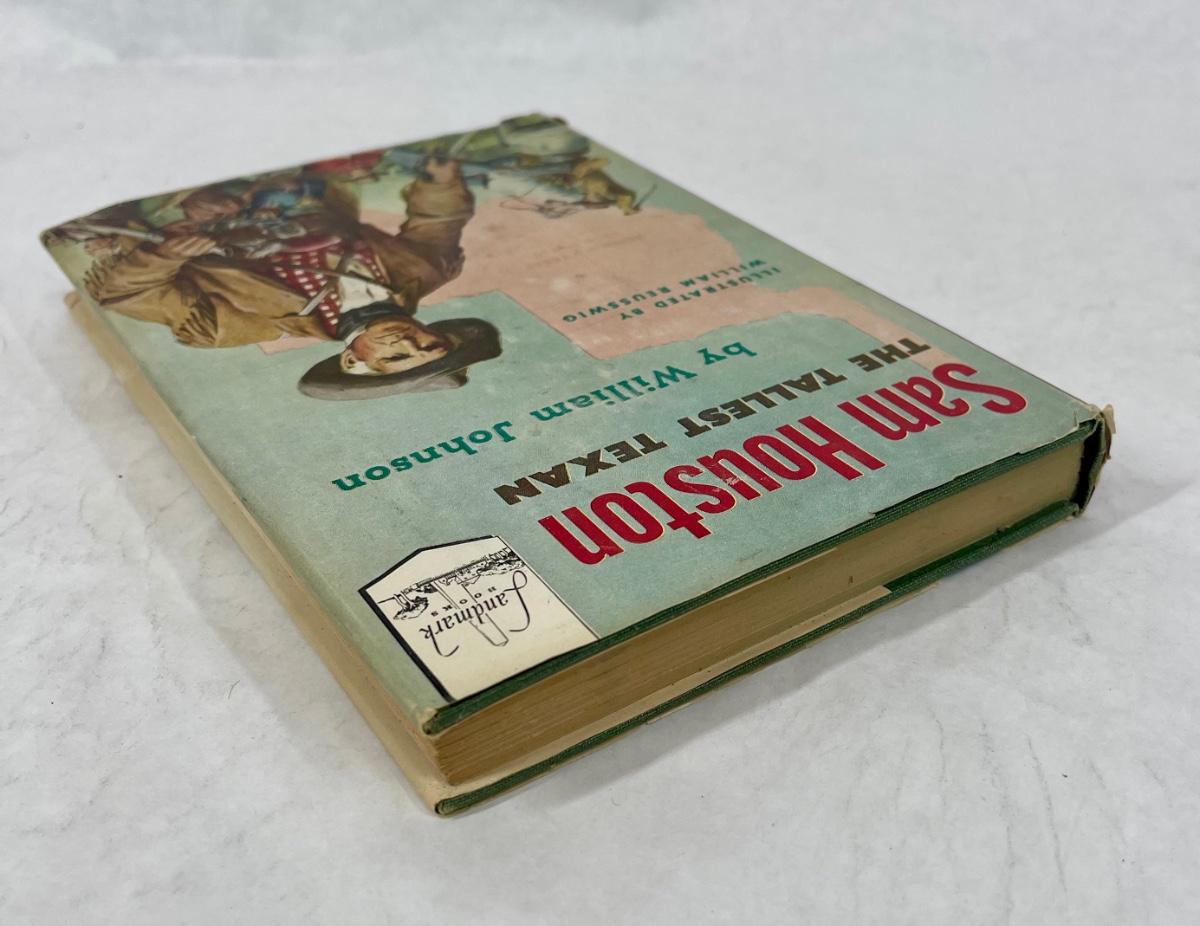 Sam Houston
THE TALLEST TEXAN
by William Johnson
ILLUSTRATED BY
WILLIAM REUSSWIG
Landmark
BOOKS